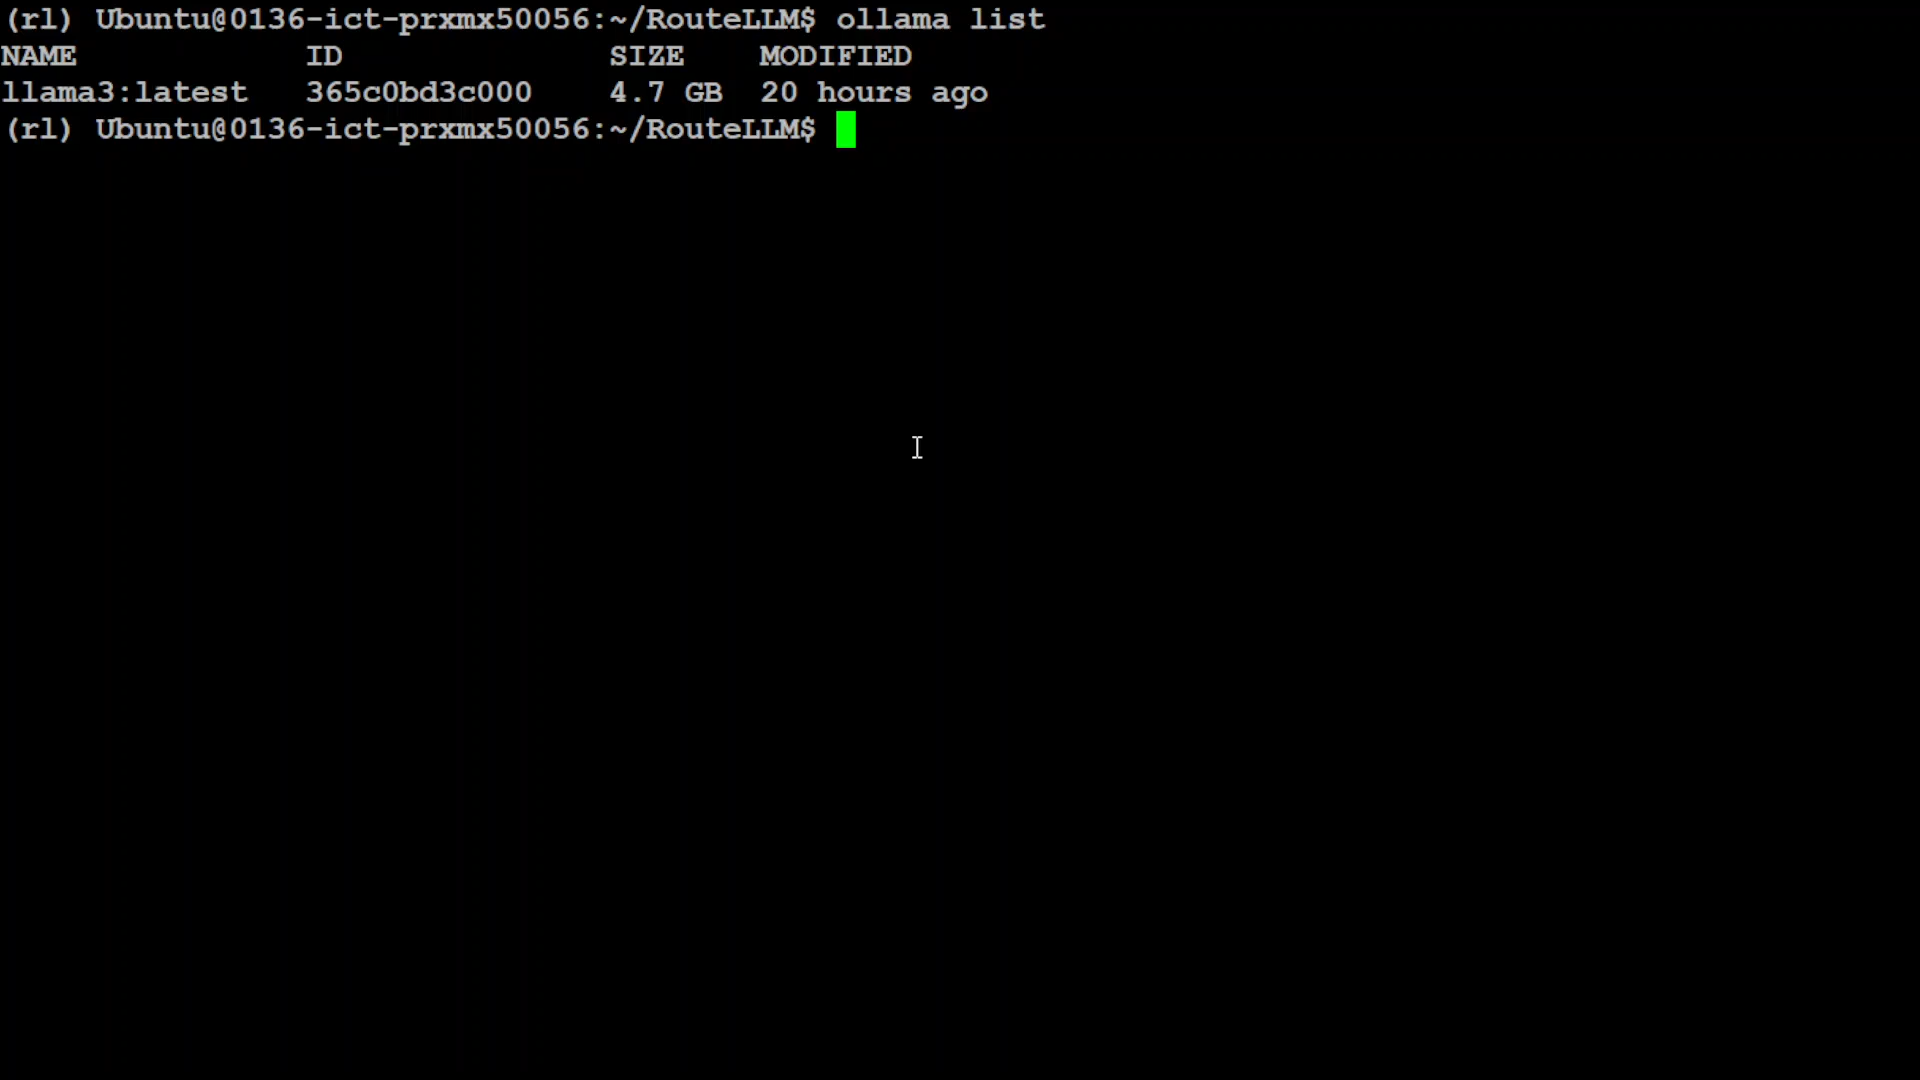 (rl) Ubuntu@0136-ict-prxmx50056:~/RouteLLM$ ollama list
NAME ID SIZE MODIFIED
llama3:latest 365c0bd3c000 4.7 GB 20 hours ago
(rl) Ubuntu@0136-ict-prxmx50056:~/RouteLLM$